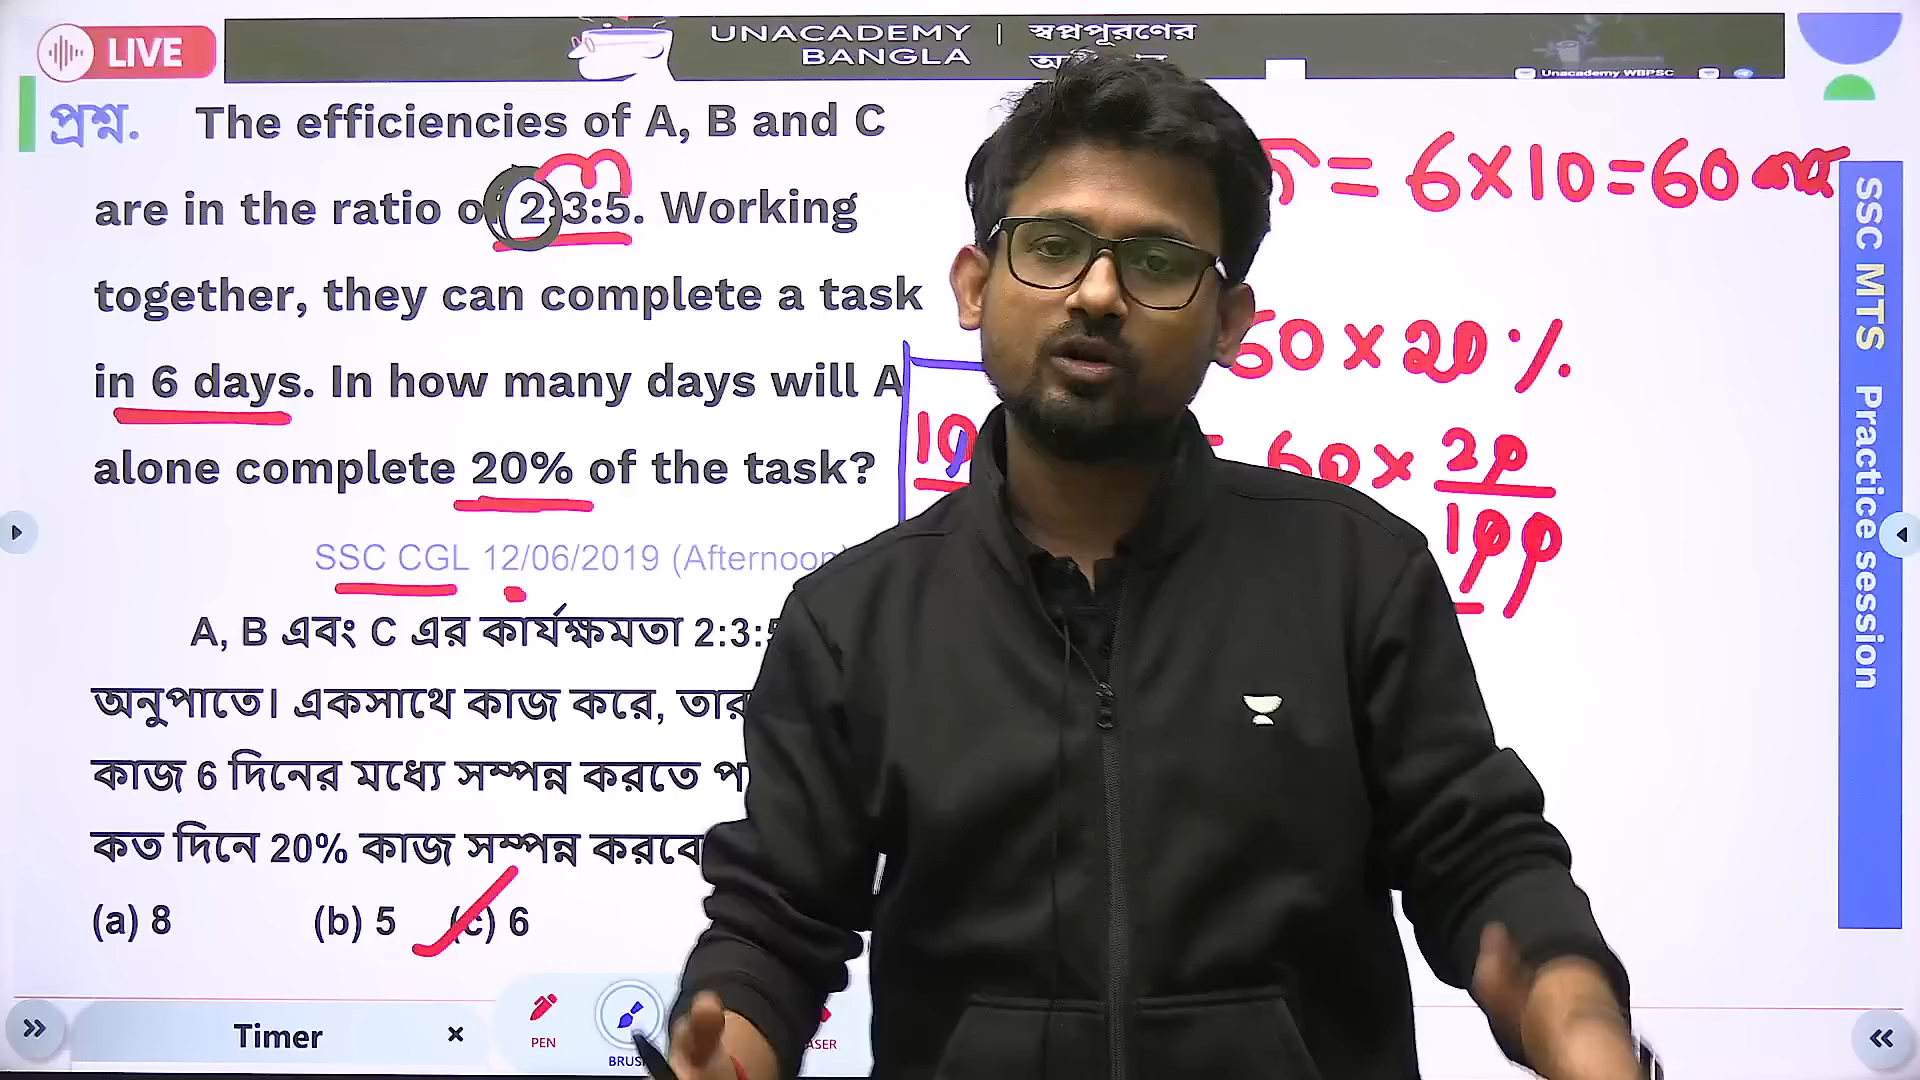 LIVE
UNACADEMY
BANGLA
স্বপ্নপূরণের
Unacademy WBPSC
প্রশ্ন. The efficiencies of A, B and C
are in the ratio of 2:3:5. Working
together, they can complete a task
in 6 days. In how many days will A
alone complete 20% of the task?
SSC CGL 12/06/2019 (Afternoon)
A, B এবং C এর কার্যক্ষমতা 2:3:5
অনুপাতে। একসাথে কাজ করে,
কাজ 6 দিনের মধ্যে সম্পন্ন করতে
কত দিনে 20% কাজ সম্পন্ন করবে
(a) 8 (b) 5 (c) 6
= 6×10=60
60 × 20%
10
= 60 × 20
100
SSC MTS Practice session
Timer ×
PEN
BRUSH